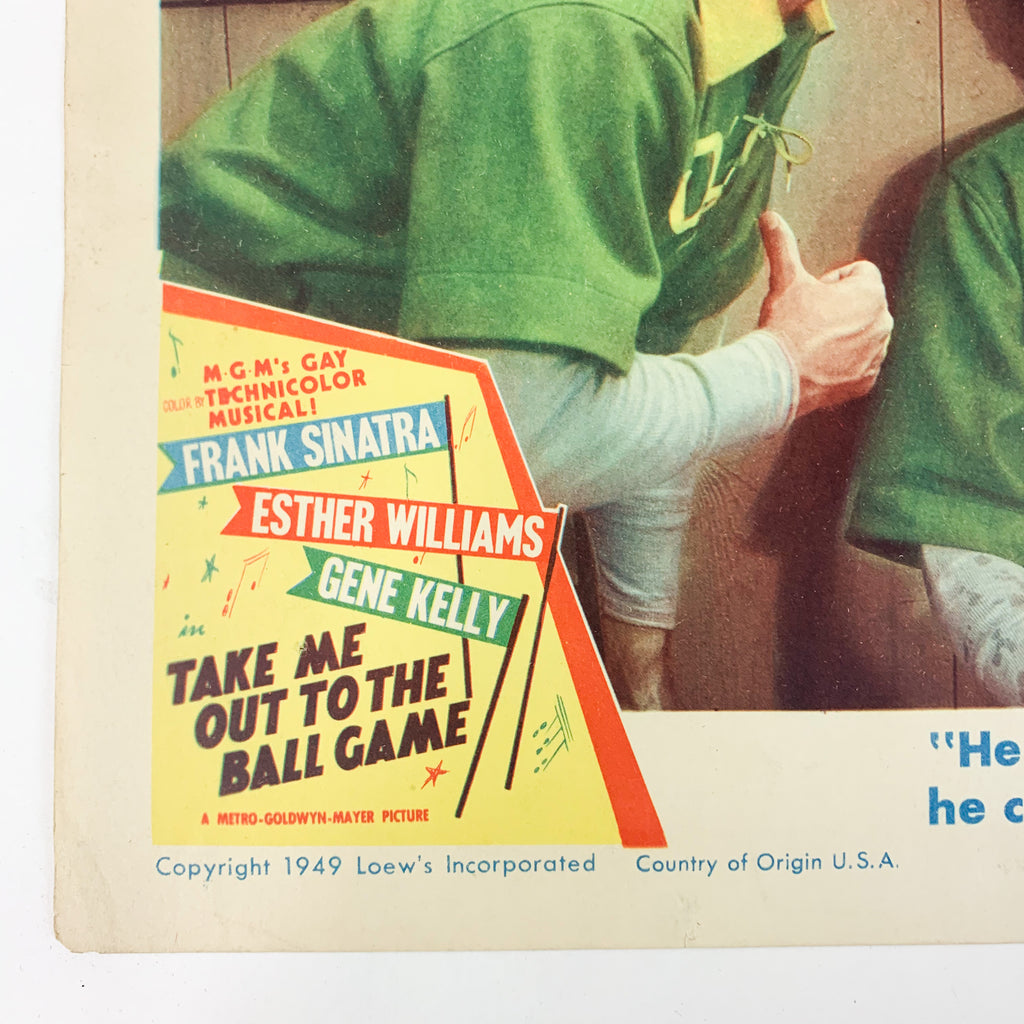 M·G·M's GAY
COLOR BY TECHNICOLOR
MUSICAL!
FRANK SINATRA
ESTHER WILLIAMS
GENE KELLY
in
TAKE ME
OUT TO THE
BALL GAME
A METRO-GOLDWYN-MAYER PICTURE
"He
he c
Copyright 1949 Loew's Incorporated Country of Origin U.S.A.